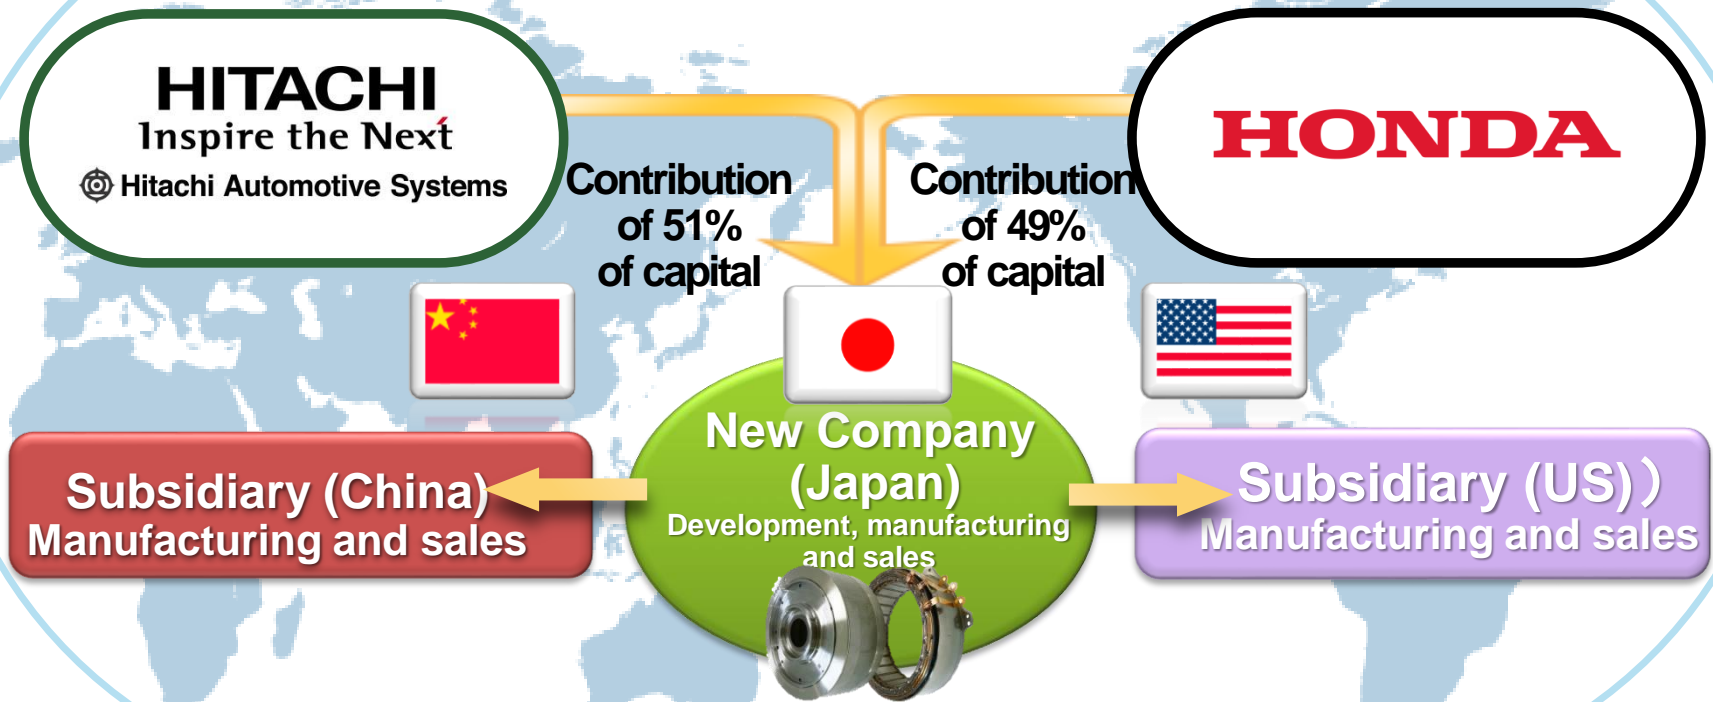 HITACHI
Inspire the Next
Hitachi Automotive Systems
HONDA
Contribution
of 51%
of capital
Contribution
of 49%
of capital
Subsidiary (China)
Manufacturing and sales
New Company
(Japan)
Development, manufacturing
and sales
Subsidiary (US)）
Manufacturing and sales